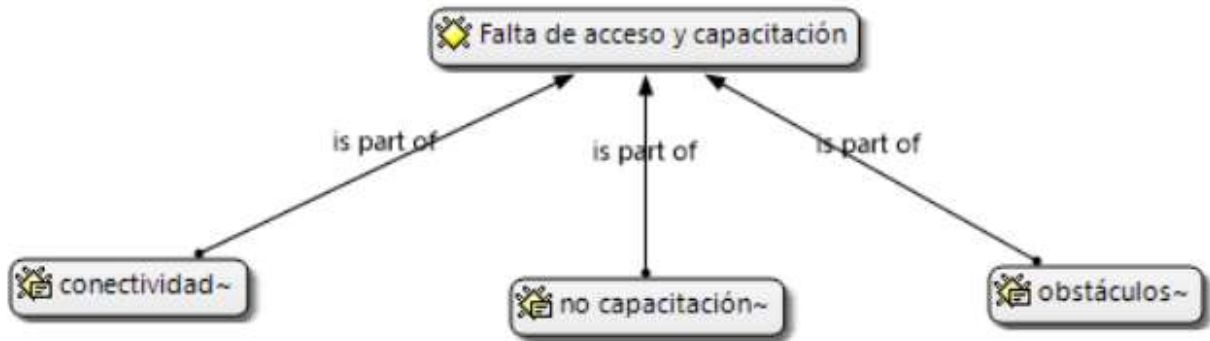 Falta de acceso y capacitación
is part of
is part of
is part of
conectividad~
no capacitación~
obstáculos~